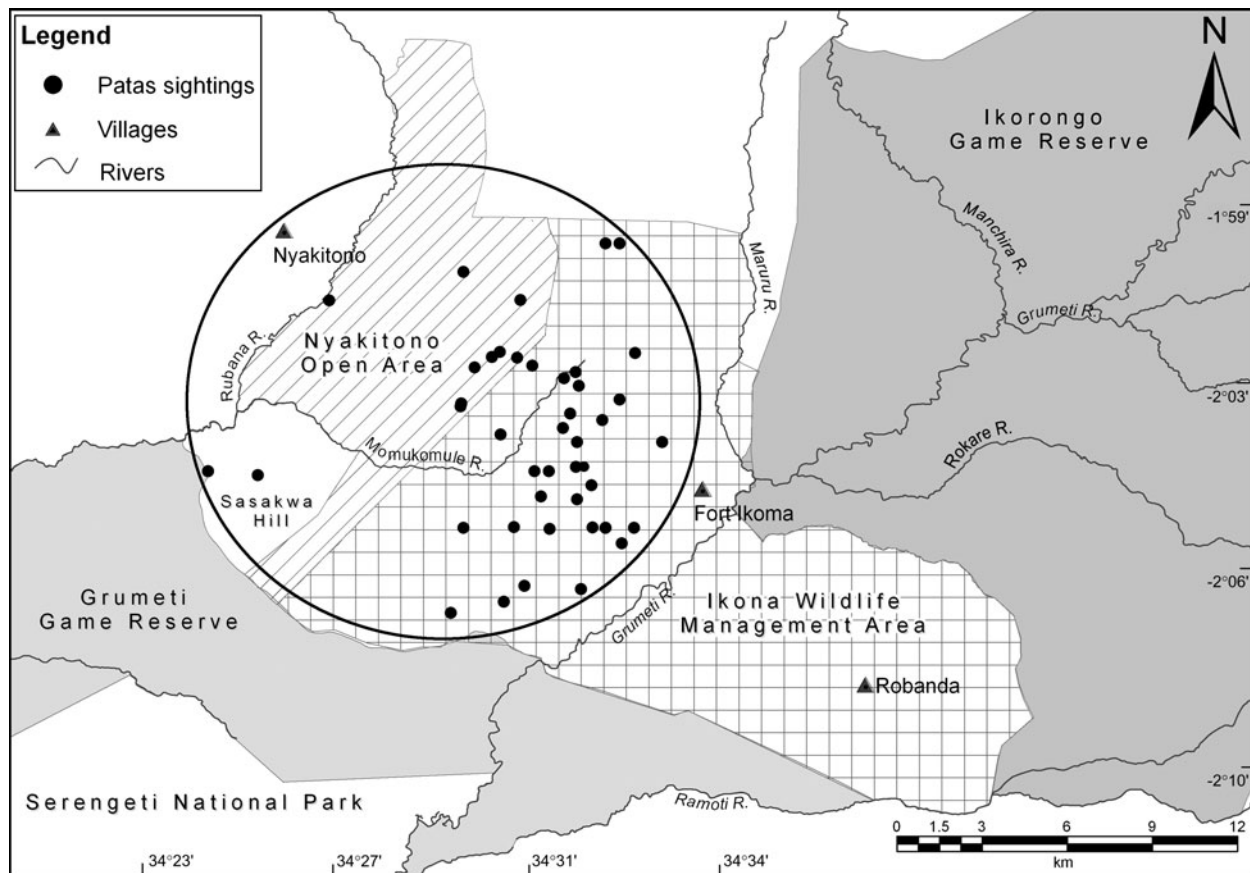 Legend
Patas sightings
Villages
Rivers
N
Ikorongo
Game Reserve
-1°59'
Manchira R.
Nyakitono
Maruru R.
Grumeti R.
Rubana R.
Nyakitono
Open Area
-2°03'
Momukomule R.
Rokare R.
Sasakwa
Hill
Fort Ikoma
-2°06'
Grumeti
Game Reserve
Grumeti R.
Ikona Wildlife
Management Area
Robanda
-2°10'
Serengeti National Park
Ramoti R.
0 1.5 3 6 9 12
km
34°23' 34°27' 34°31' 34°34'